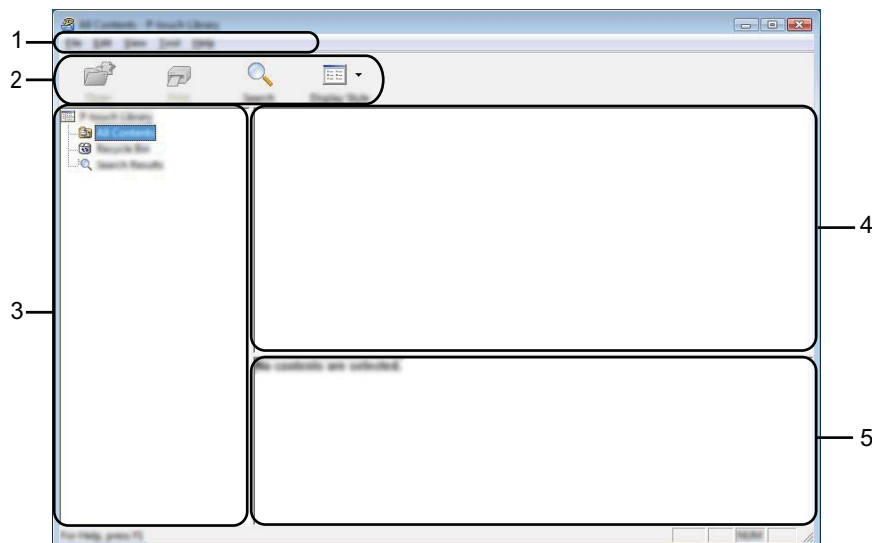 1
All Contents - P-touch Library
File Edit View Tool Help
2
Open Print Search Display Style
P-touch Library
All Contents
Recycle Bin
Search Results
3
4
No contents are selected.
5
For Help, press F1
NUM